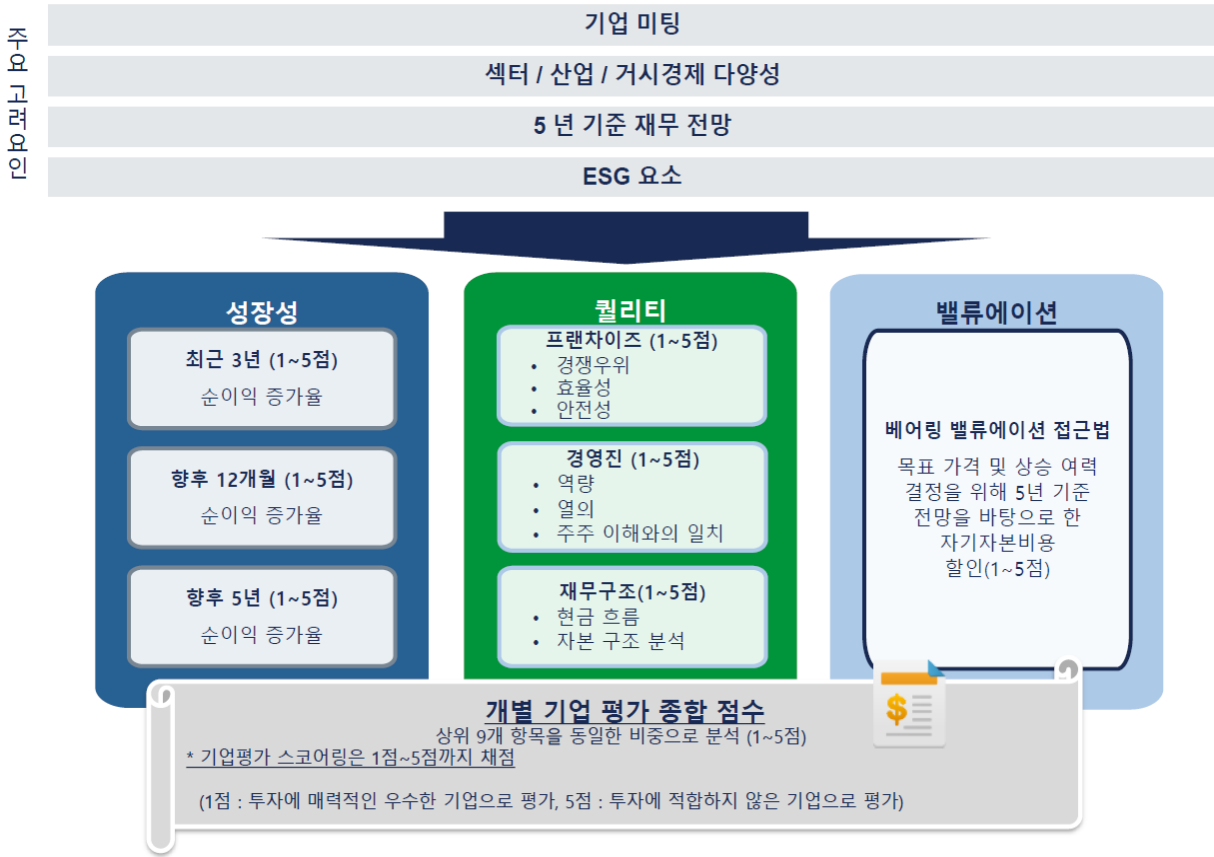 주요 고려요인
기업 미팅
섹터 / 산업 / 거시경제 다양성
5 년 기준 재무 전망
ESG 요소
성장성
최근 3년 (1~5점)
순이익 증가율
향후 12개월 (1~5점)
순이익 증가율
향후 5년 (1~5점)
순이익 증가율
퀄리티
프랜차이즈 (1~5점)
• 경쟁우위
• 효율성
• 안전성
경영진 (1~5점)
• 역량
• 열의
• 주주 이해와의 일치
재무구조(1~5점)
• 현금 흐름
• 자본 구조 분석
밸류에이션
베어링 밸류에이션 접근법
목표 가격 및 상승 여력
결정을 위해 5년 기준
전망을 바탕으로 한
자기자본비용
할인(1~5점)
$
개별 기업 평가 종합 점수
상위 9개 항목을 동일한 비중으로 분석 (1~5점)
* 기업평가 스코어링은 1점~5점까지 채점
(1점 : 투자에 매력적인 우수한 기업으로 평가, 5점 : 투자에 적합하지 않은 기업으로 평가)